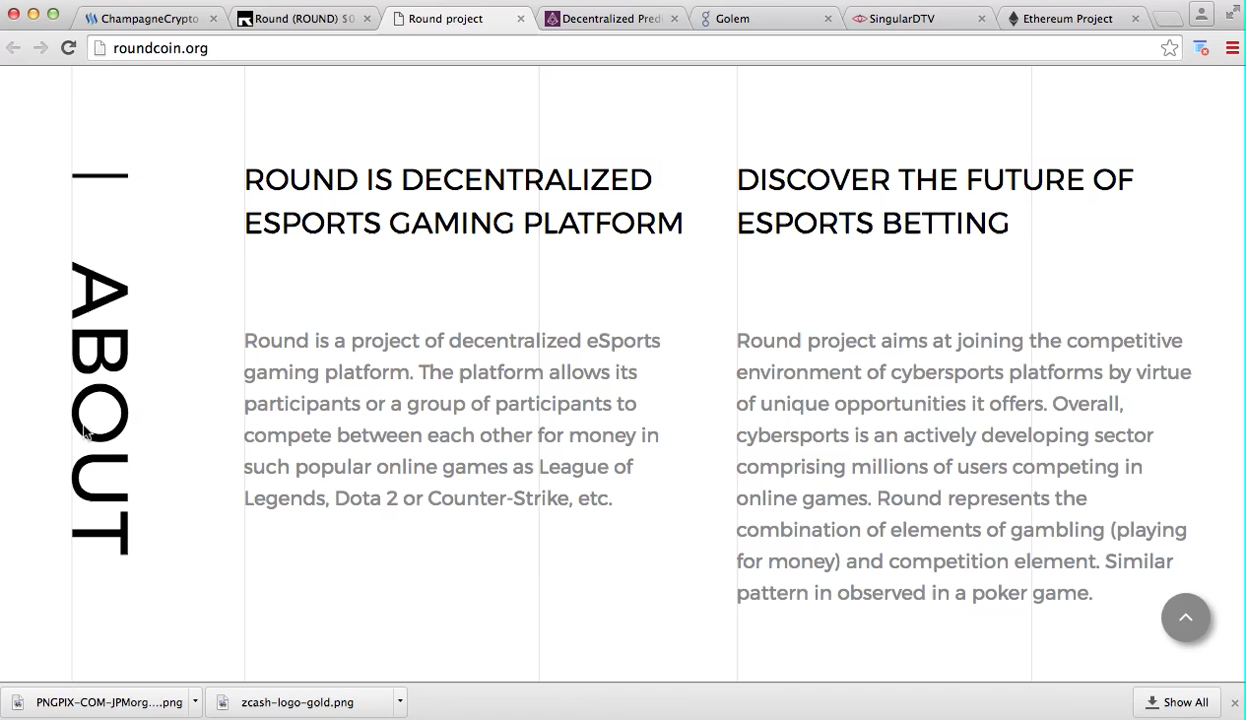 ChampagneCrypto
Round (ROUND) $0
Round project
Decentralized Pred
Golem
SingularDTV
Ethereum Project
roundcoin.org
| ABOUT
ROUND IS DECENTRALIZED
ESPORTS GAMING PLATFORM
Round is a project of decentralized eSports
gaming platform. The platform allows its
participants or a group of participants to
compete between each other for money in
such popular online games as League of
Legends, Dota 2 or Counter-Strike, etc.
DISCOVER THE FUTURE OF
ESPORTS BETTING
Round project aims at joining the competitive
environment of cybersports platforms by virtue
of unique opportunities it offers. Overall,
cybersports is an actively developing sector
comprising millions of users competing in
online games. Round represents the
combination of elements of gambling (playing
for money) and competition element. Similar
pattern in observed in a poker game.
PNGPIX-COM-JPMorg....png
zcash-logo-gold.png
Show All